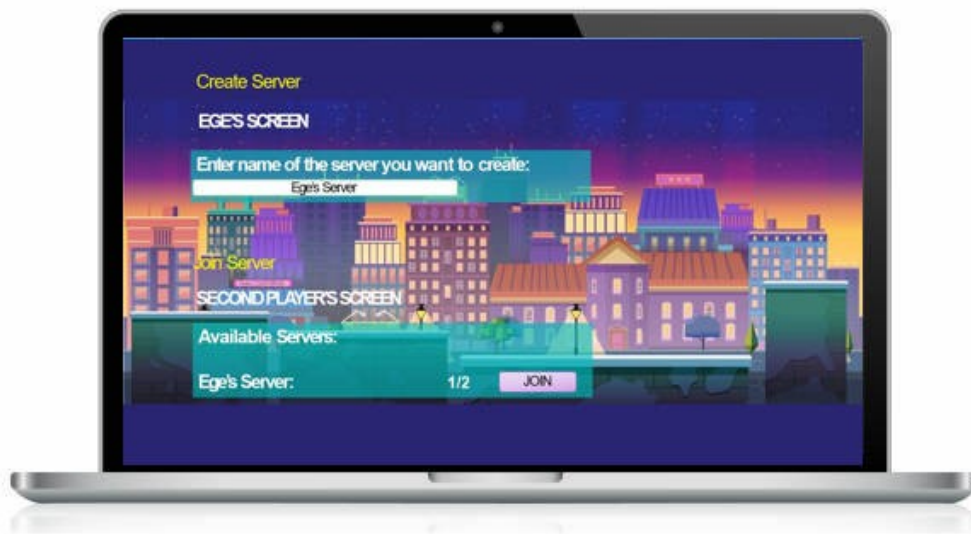 Create Server
EGE'S SCREEN
Enter name of the server you want to create:
Ege's Server
Join Server
SECOND PLAYER'S SCREEN
Available Servers:
Ege's Server: 1/2 JOIN